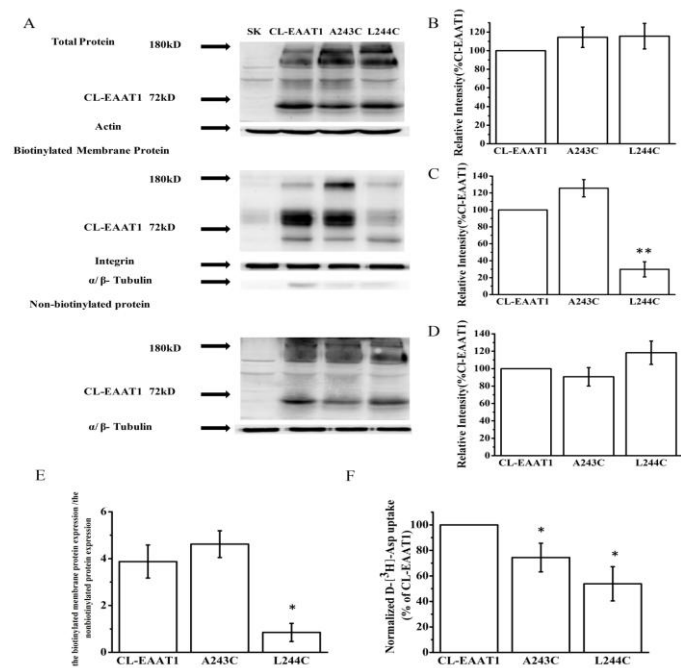 A
SK CL-EAAT1 A243C L244C
Total Protein
180kD
CL-EAAT1 72kD
Actin
Biotinylated Membrane Protein
180kD
CL-EAAT1 72kD
Integrin
α/β- Tubulin
Non-biotinylated protein
180kD
CL-EAAT1 72kD
α/β- Tubulin
B
Relative Intensity(%Cl-EAAT1)
120
100
80
60
40
20
0
CL-EAAT1 A243C L244C
C
Relative Intensity(%Cl-EAAT1)
140
120
100
80
60
40
20
0
**
CL-EAAT1 A243C L244C
D
Relative Intensity(%Cl-EAAT1)
140
120
100
80
60
40
20
0
CL-EAAT1 A243C L244C
E
the biotinylated membrane protein expression /the
nonbiotinylated protein expression
6
4
2
0
*
CL-EAAT1 A243C L244C
F
Normalized D-[³H]-Asp uptake
(% of CL-EAAT1)
100
80
60
40
20
0
*
*
CL-EAAT1 A243C L244C